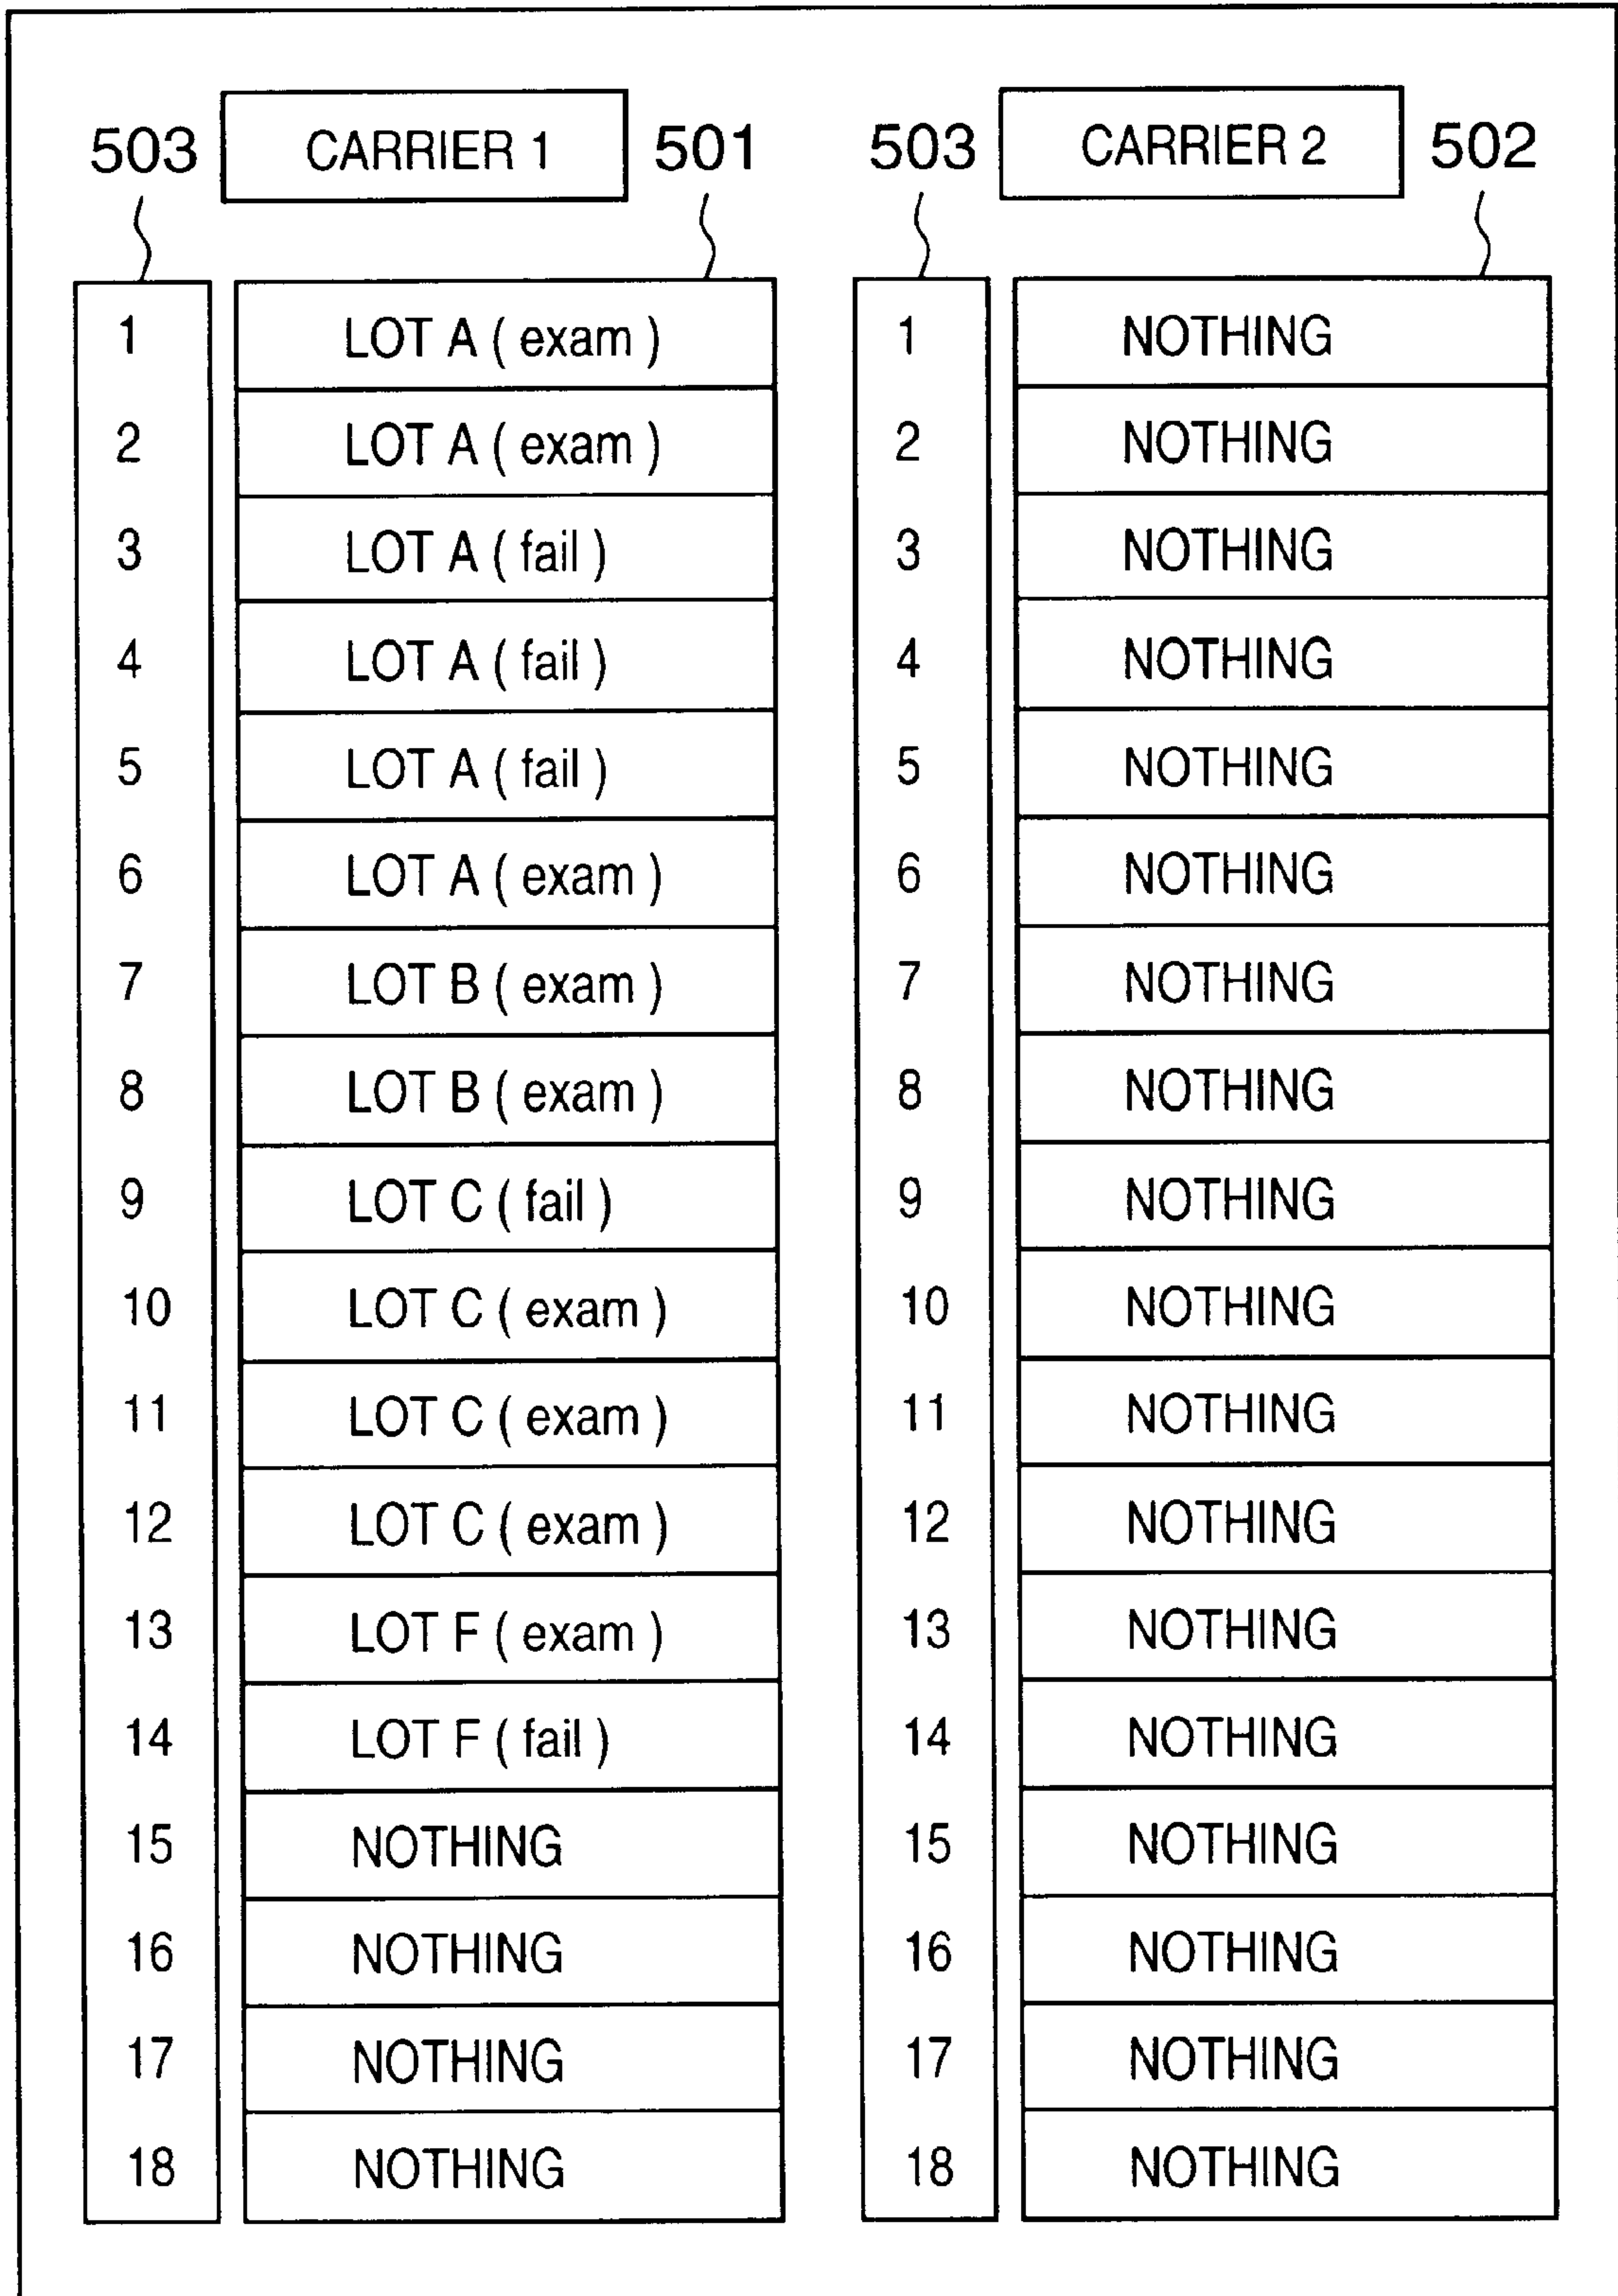 503 CARRIER 1 501 503 CARRIER 2 502
1 LOT A ( exam ) 1 NOTHING
2 LOT A ( exam ) 2 NOTHING
3 LOT A ( fail ) 3 NOTHING
4 LOT A ( fail ) 4 NOTHING
5 LOT A ( fail ) 5 NOTHING
6 LOT A ( exam ) 6 NOTHING
7 LOT B ( exam ) 7 NOTHING
8 LOT B ( exam ) 8 NOTHING
9 LOT C ( fail ) 9 NOTHING
10 LOT C ( exam ) 10 NOTHING
11 LOT C ( exam ) 11 NOTHING
12 LOT C ( exam ) 12 NOTHING
13 LOT F ( exam ) 13 NOTHING
14 LOT F ( fail ) 14 NOTHING
15 NOTHING 15 NOTHING
16 NOTHING 16 NOTHING
17 NOTHING 17 NOTHING
18 NOTHING 18 NOTHING